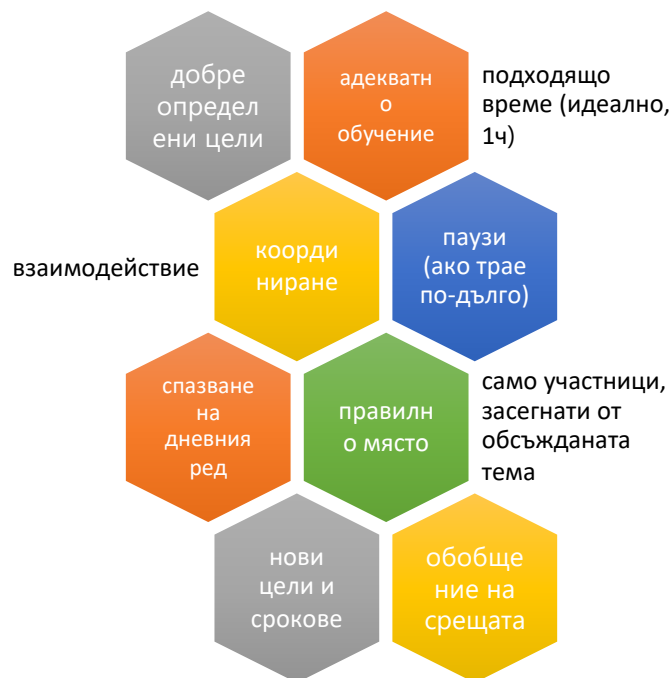 добре
определ
ени цели
адекватн
о
обучение
подходящо
време (идеално,
1ч)
взаимодействие
коорди
ниране
паузи
(ако трае
по-дълго)
спазване
на
дневния
ред
правилн
о място
само участници,
засегнати от
обсъжданата
тема
нови
цели и
срокове
обобще
ние на
срещата